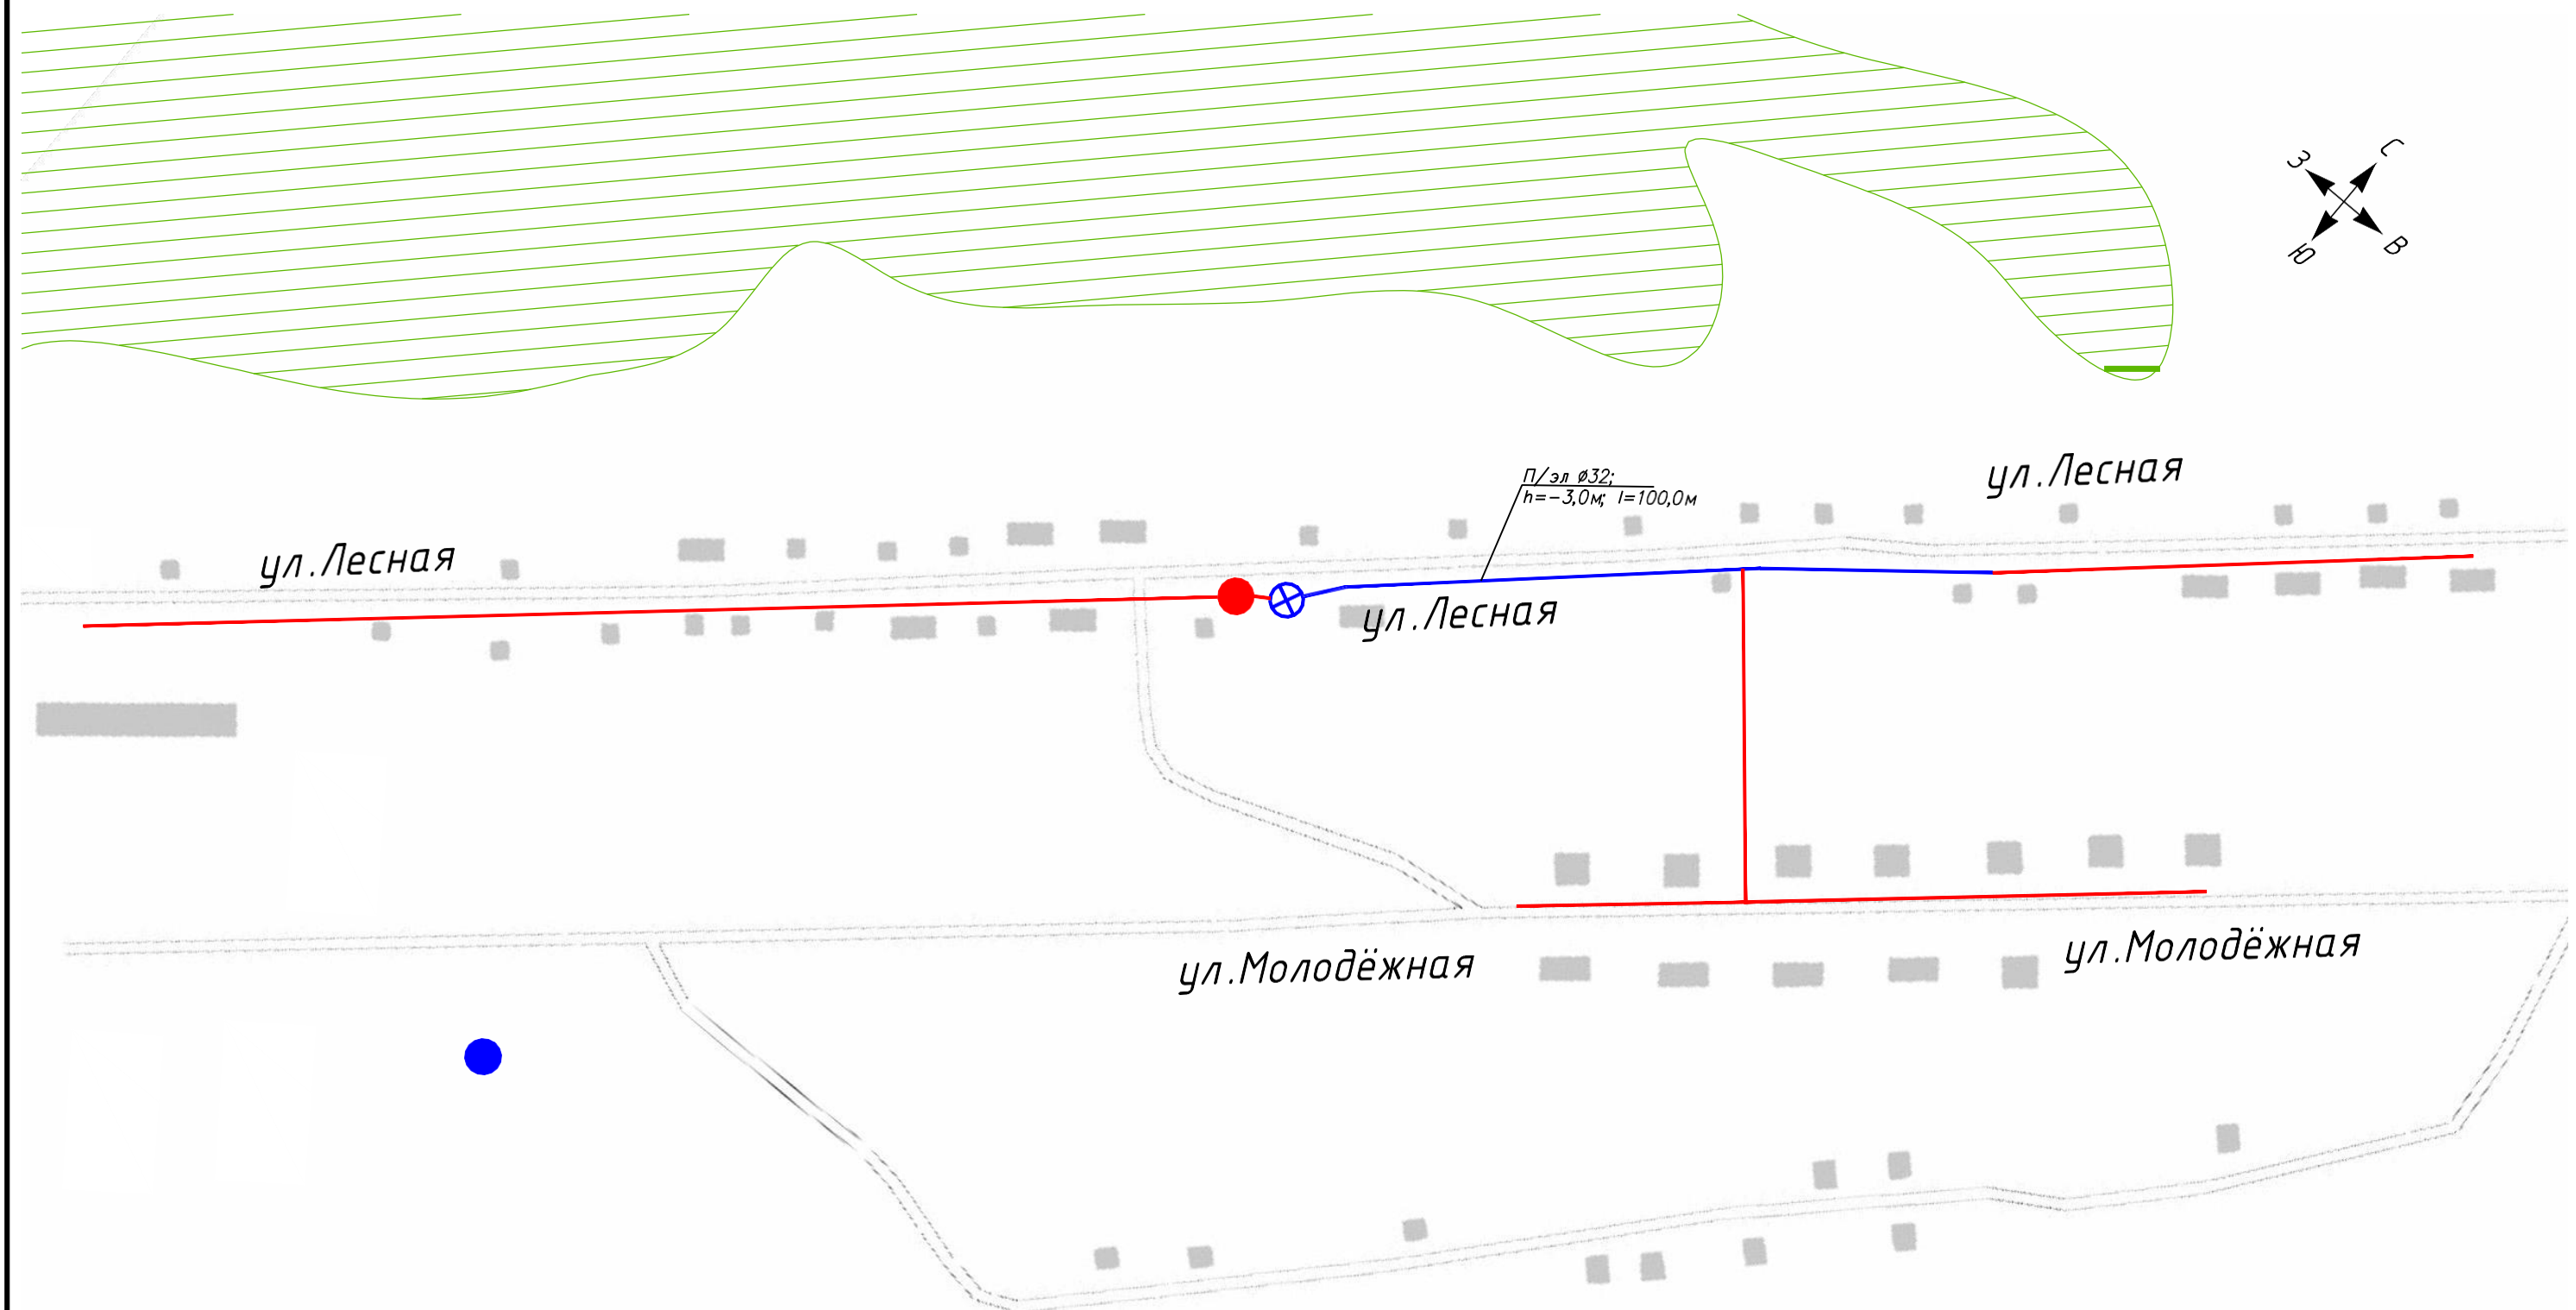 С
З
В
Ю
ул.Лесная
П/эл ø32;
h=-3,0м; l=100,0м
ул.Лесная
ул.Лесная
ул.Молодёжная
ул.Молодёжная